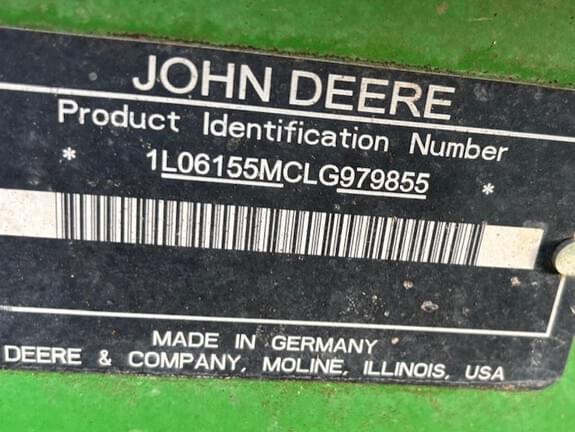 JOHN DEERE
Product Identification Number
* 1L06155MCLG979855 *
MADE IN GERMANY
DEERE & COMPANY, MOLINE, ILLINOIS, USA